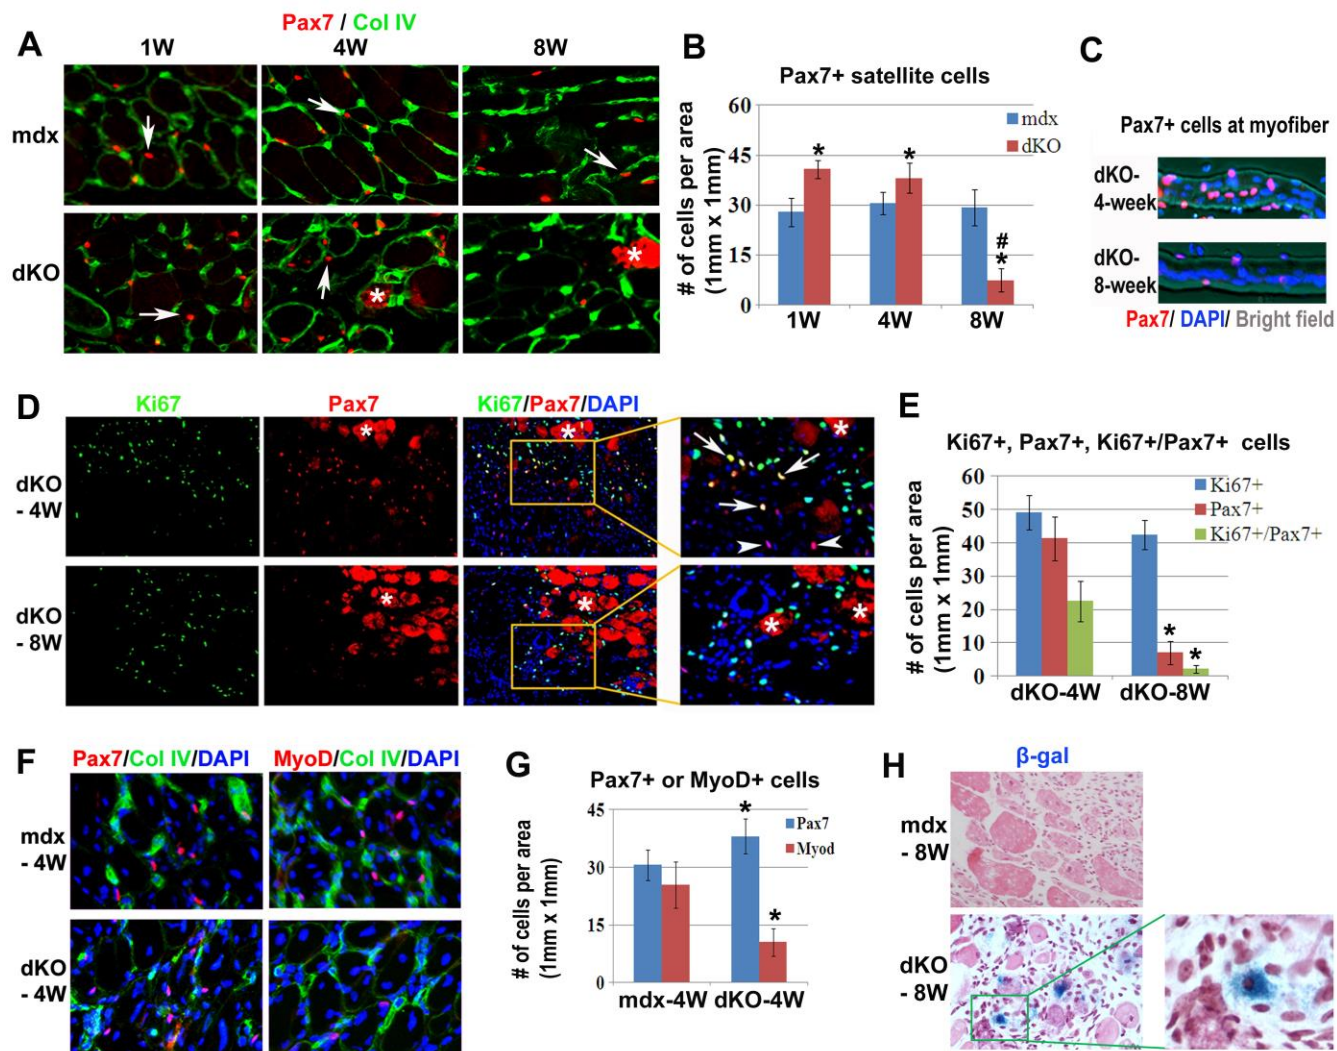 A
Pax7 / Col IV
1W 4W 8W
mdx
*
dKO
*
B
Pax7+ satellite cells
# of cells per area
(1mm x 1mm)
60
45
30
15
0
mdx
dKO
* * # *
1W 4W 8W
C
Pax7+ cells at myofiber
dKO-
4-week
dKO-
8-week
Pax7/ DAPI/ Bright field
D
Ki67 Pax7 Ki67/Pax7/DAPI
dKO
- 4W
* * *
dKO
- 8W
* * * *
E
Ki67+, Pax7+, Ki67+/Pax7+ cells
# of cells per area
(1mm x 1mm)
60
50
40
30
20
10
0
Ki67+
Pax7+
Ki67+/Pax7+
* *
dKO-4W dKO-8W
F
Pax7/Col IV/DAPI MyoD/Col IV/DAPI
mdx
- 4W
dKO
- 4W
G
Pax7+ or MyoD+ cells
# of cells per area
(1mm x 1mm)
45
30
15
0
Pax7
Myod
* *
mdx-4W dKO-4W
H
β-gal
mdx
- 8W
dKO
- 8W